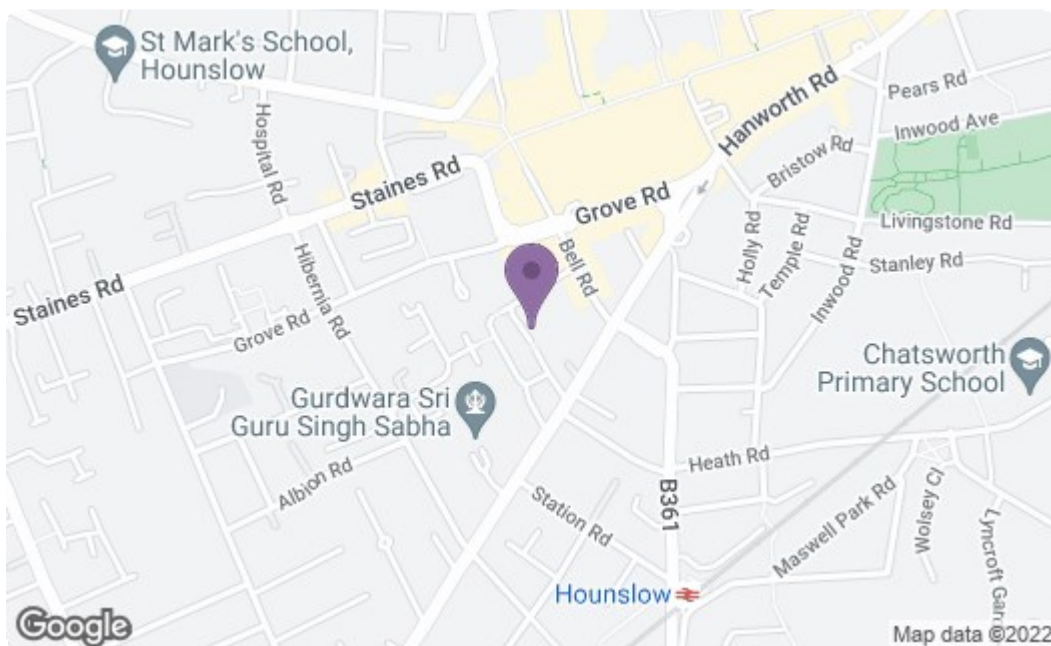 St Mark's School,
Hounslow
Hospital Rd
Staines Rd
Hanworth Rd
Pears Rd
Inwood Ave
Bristow Rd
Grove Rd
Livingstone Rd
Bell Rd
Holly Rd
Temple Rd
Inwood Rd
Stanley Rd
Hibernia Rd
Staines Rd
Grove Rd
Chatsworth
Primary School
Gurdwara Sri
Guru Singh Sabha
Albion Rd
Heath Rd
B361
Station Rd
Maswell Park Rd
Wolsey Cl
Lyncroft Gar
Hounslow
Google
Map data ©2022